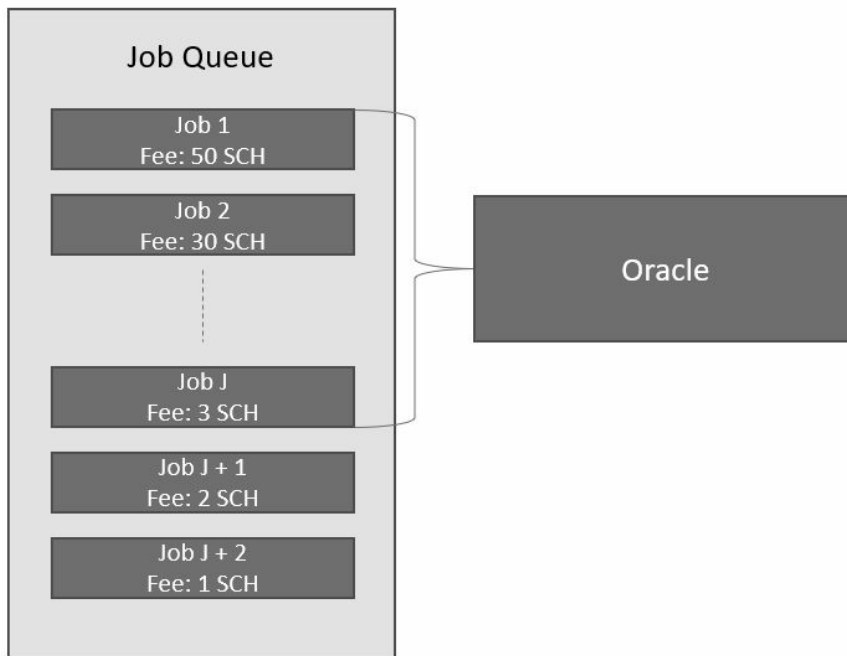 Job Queue
Job 1
Fee: 50 SCH
Job 2
Fee: 30 SCH
Oracle
Job J
Fee: 3 SCH
Job J + 1
Fee: 2 SCH
Job J + 2
Fee: 1 SCH